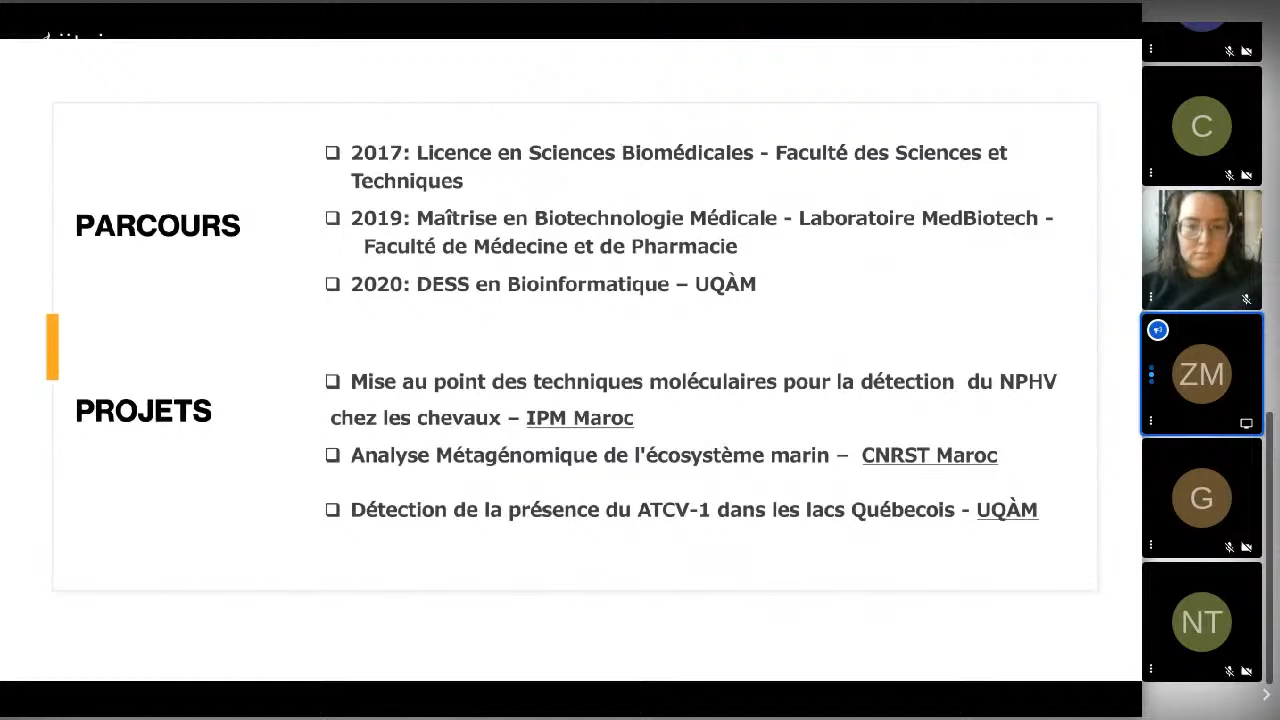 PARCOURS
❑ 2017: Licence en Sciences Biomédicales - Faculté des Sciences et
Techniques
❑ 2019: Maîtrise en Biotechnologie Médicale - Laboratoire MedBiotech -
Faculté de Médecine et de Pharmacie
❑ 2020: DESS en Bioinformatique – UQÀM
PROJETS
❑ Mise au point des techniques moléculaires pour la détection du NPHV
chez les chevaux – IPM Maroc
❑ Analyse Métagénomique de l'écosystème marin – CNRST Maroc
❑ Détection de la présence du ATCV-1 dans les lacs Québecois - UQÀM
C
ZM
G
NT